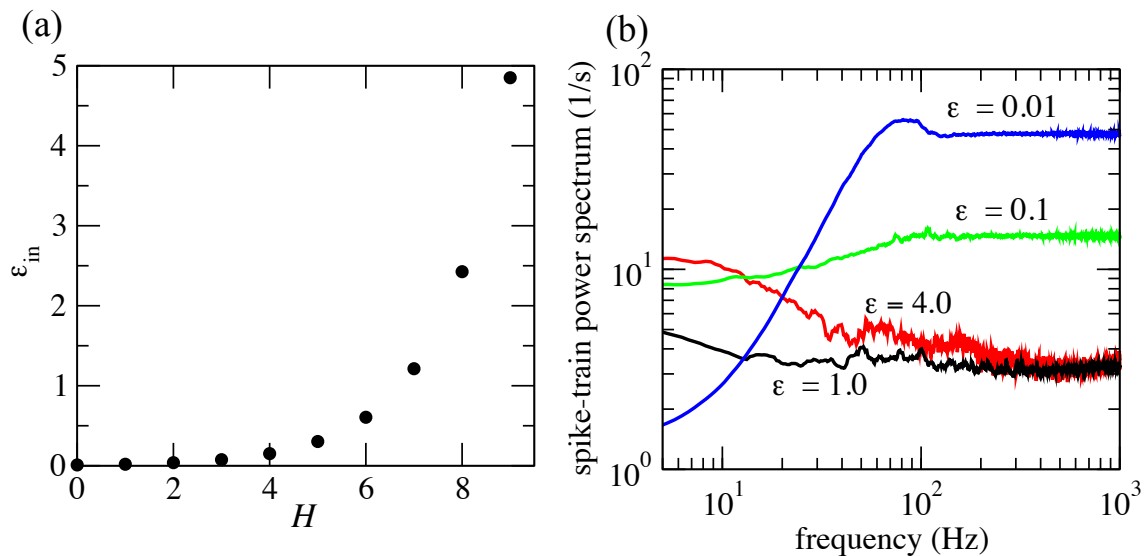 (a)
5
4
3
2
1
0
ε_in
0 2 4 6 8
H
(b)
10^2
10^1
10^0
spike-train power spectrum (1/s)
ε = 0.01
ε = 0.1
ε = 4.0
ε = 1.0
10^1 10^2 10^3
frequency (Hz)